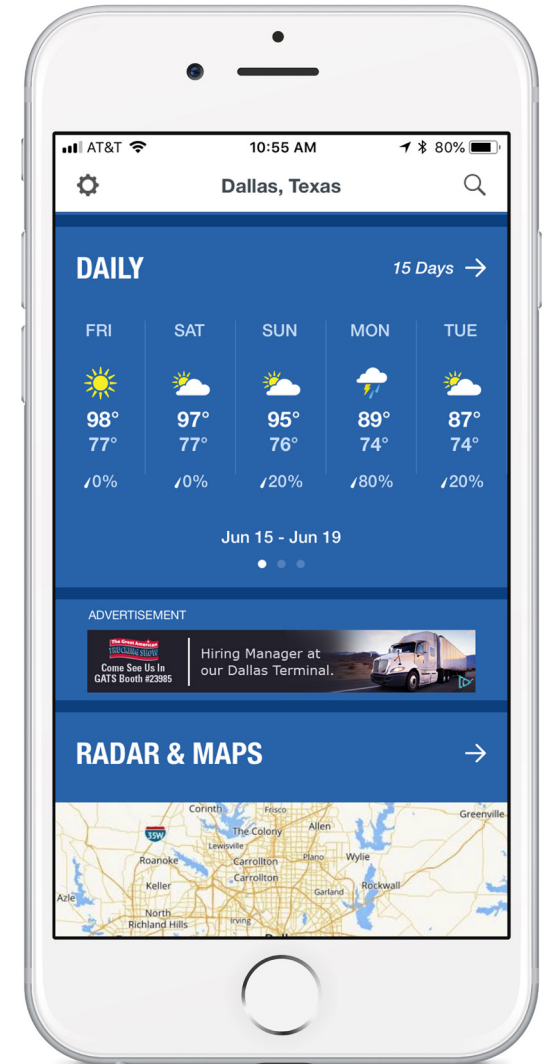 AT&T 10:55 AM 80%
Dallas, Texas
DAILY 15 Days
FRI SAT SUN MON TUE
98° 97° 95° 89° 87°
77° 77° 76° 74° 74°
0% 0% 20% 80% 20%
Jun 15 - Jun 19
ADVERTISEMENT
The Great American
TRUCKING SHOW
Come See Us In
GATS Booth #23985
Hiring Manager at
our Dallas Terminal.
RADAR & MAPS
Corinth Frisco Greenville
35W The Colony Allen
Lewisville
Roanoke Carrollton Plano Wylie
Keller Carrollton Garland Rockwall
Azle
North
Richland Hills Irving